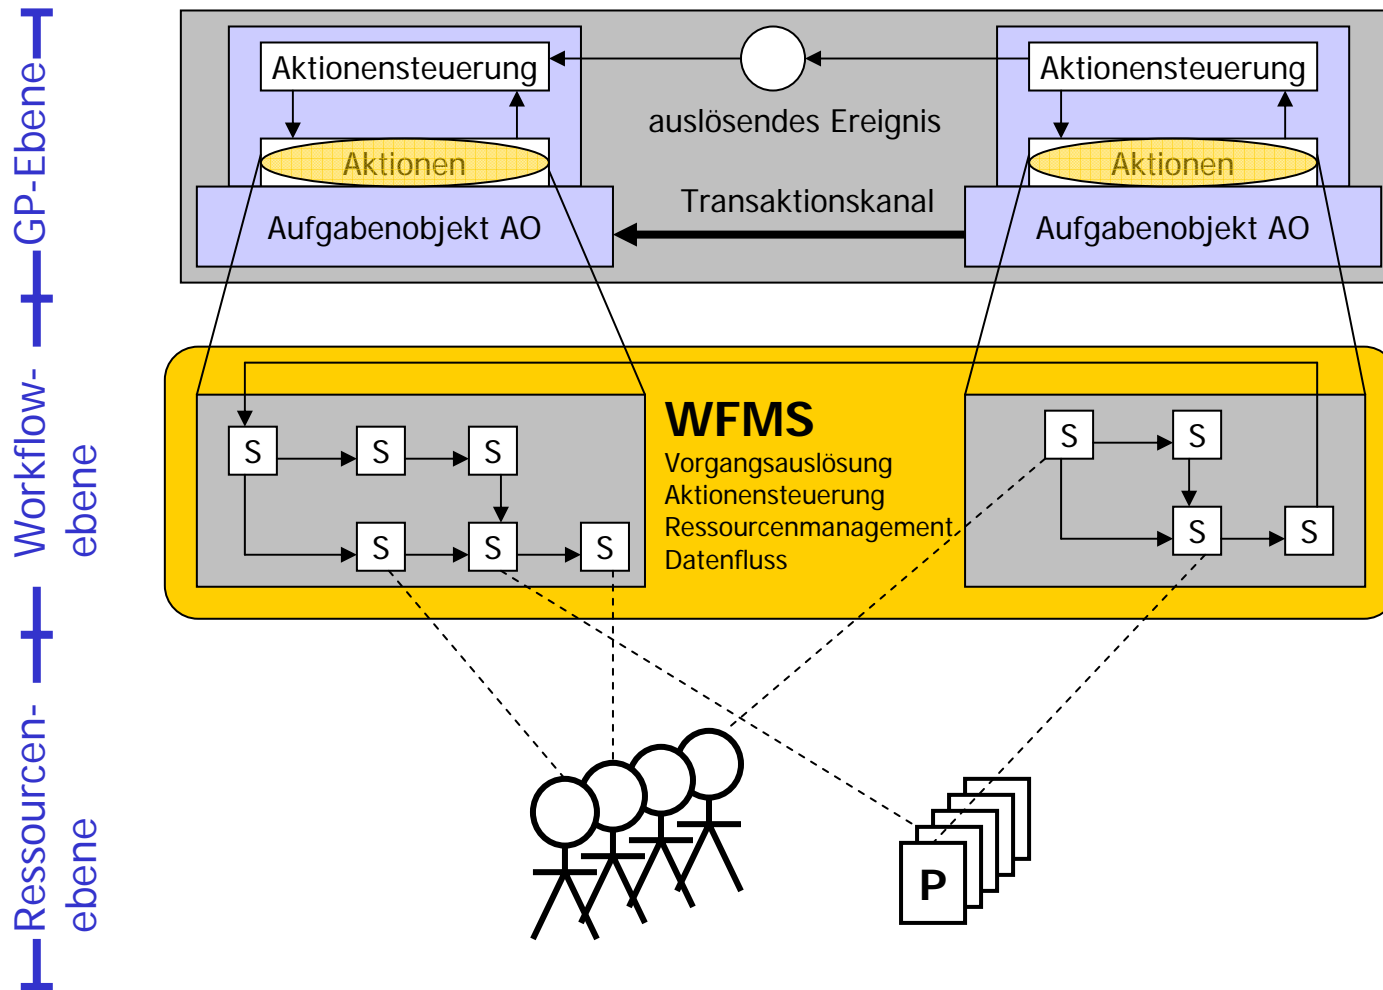 GP-Ebene
Workflow-
ebene
Ressourcen-
ebene
Aktionensteuerung
Aktionensteuerung
auslösendes Ereignis
Aktionen
Aktionen
Transaktionskanal
Aufgabenobjekt AO
Aufgabenobjekt AO
WFMS
Vorgangsauslösung
Aktionensteuerung
Ressourcenmanagement
Datenfluss
S
S
S
S
S
S
S
S
S
S
P